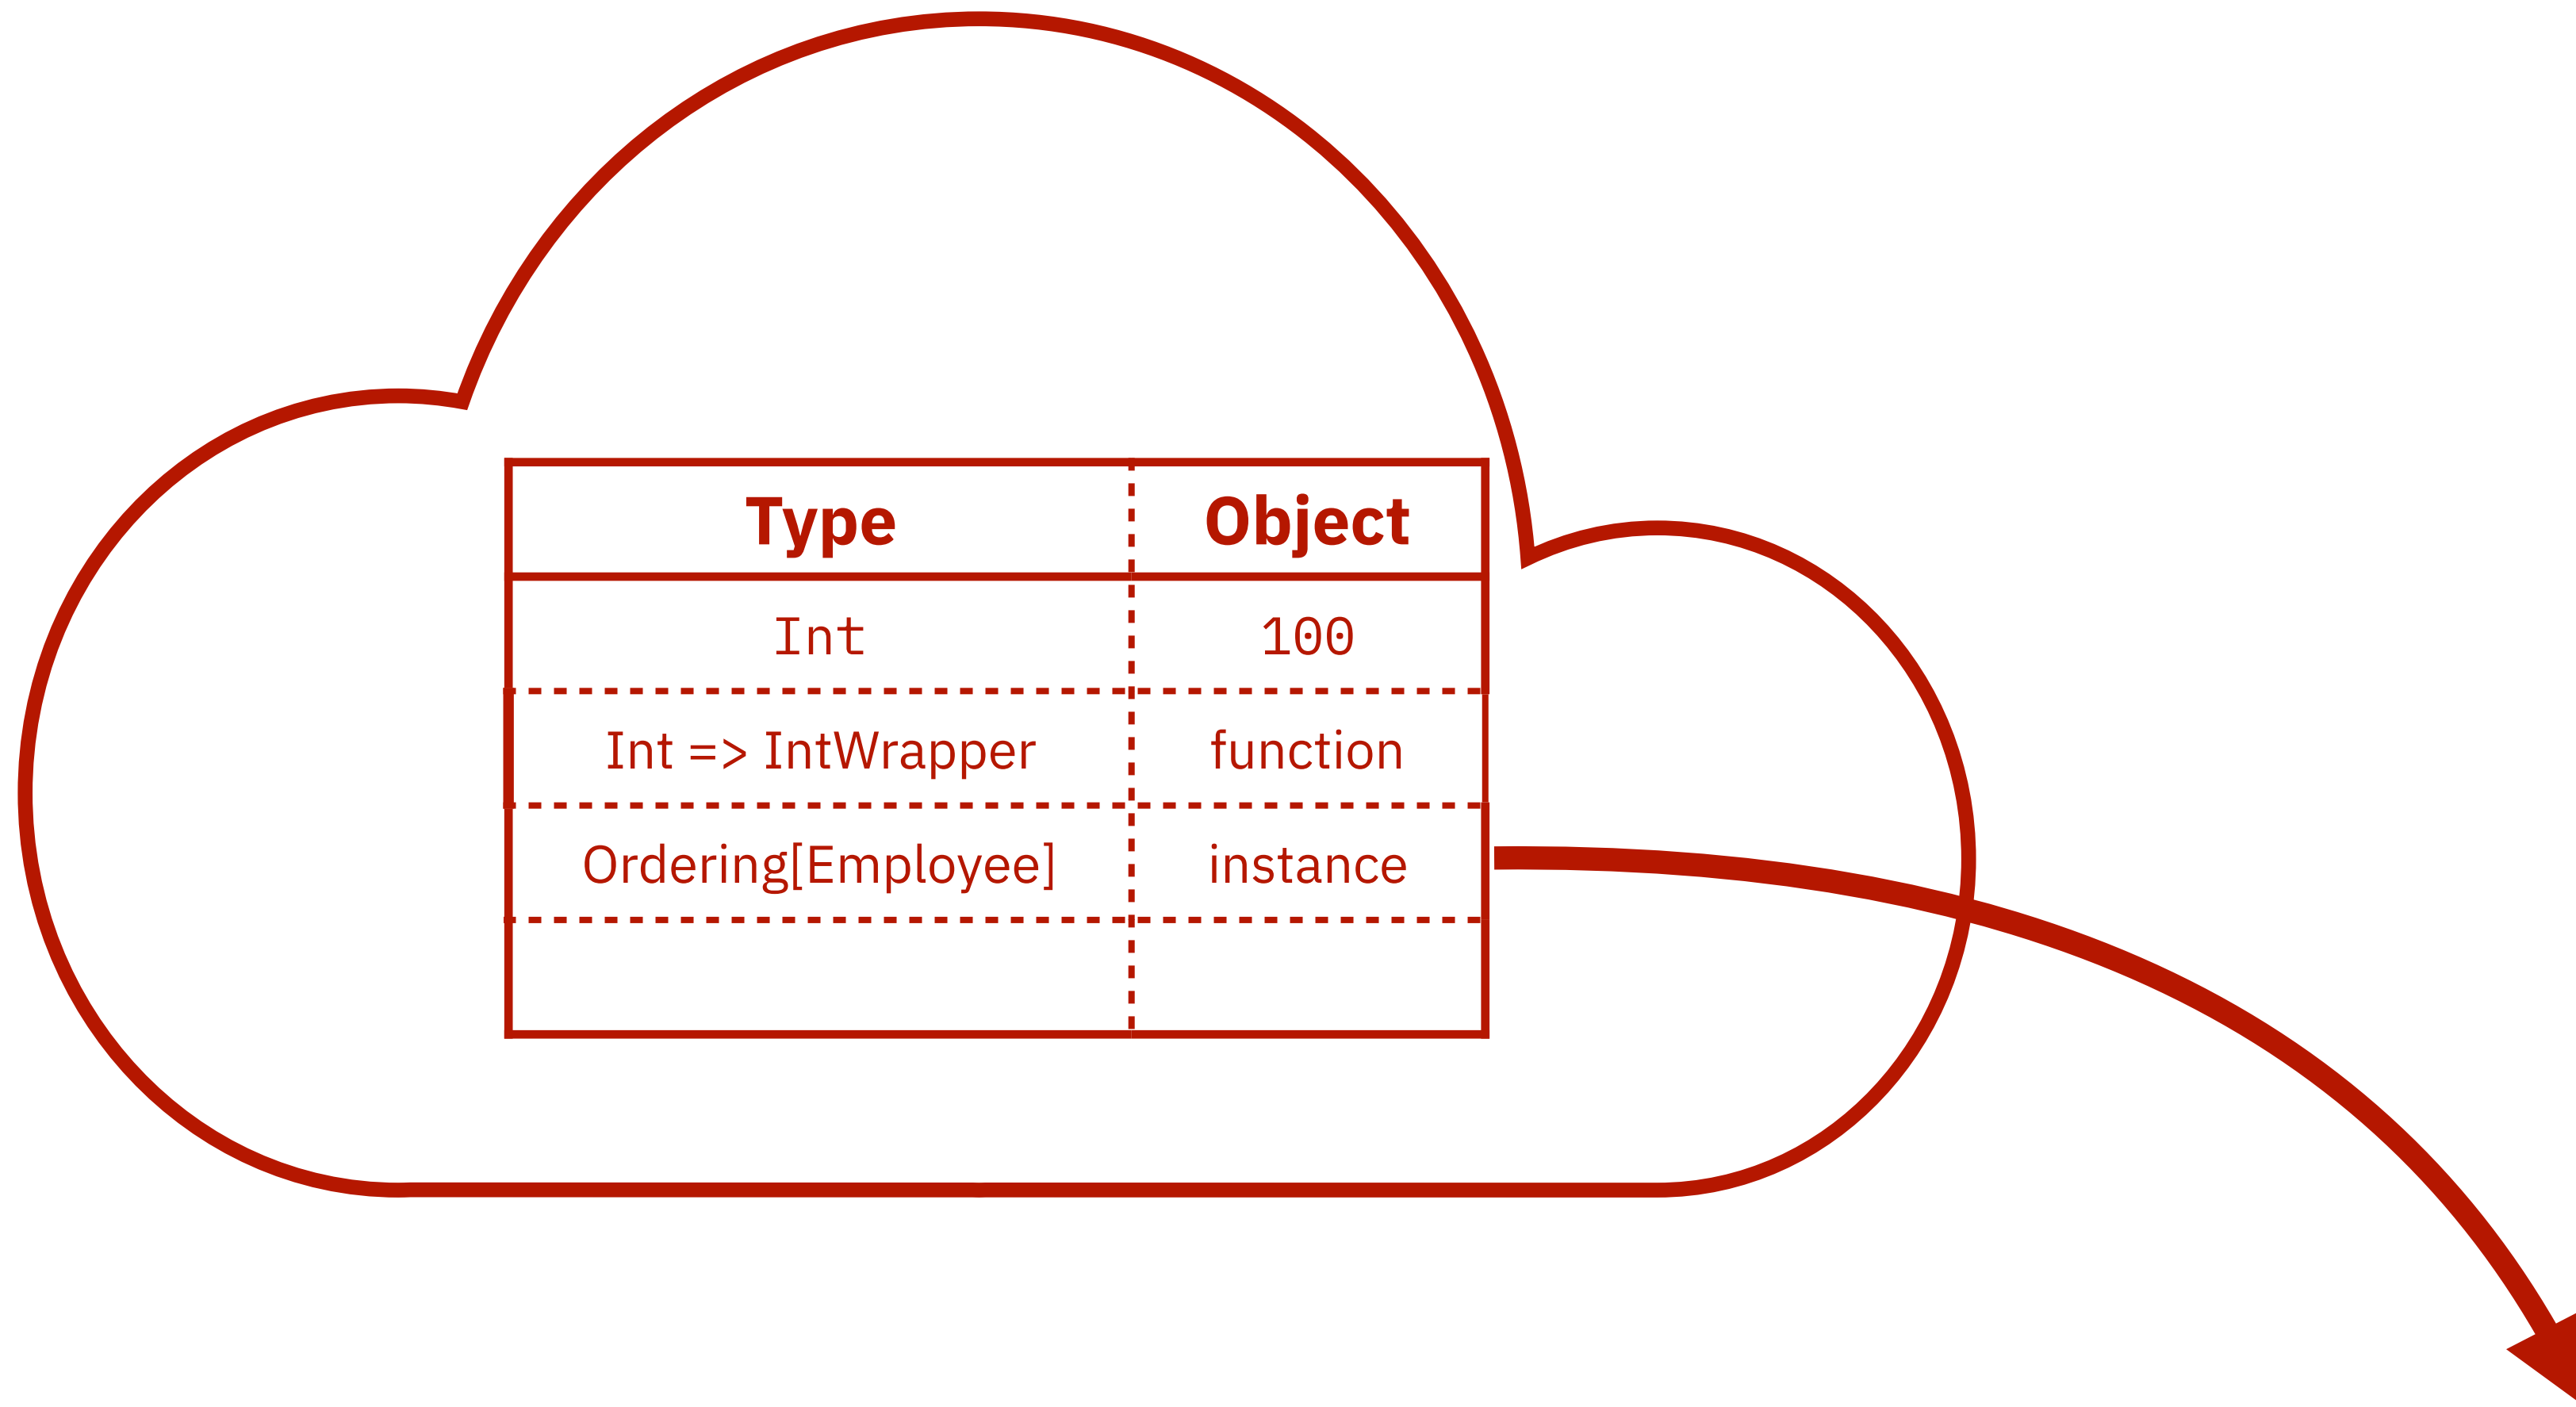 Type Object
Int 100
Int => IntWrapper function
Ordering[Employee] instance